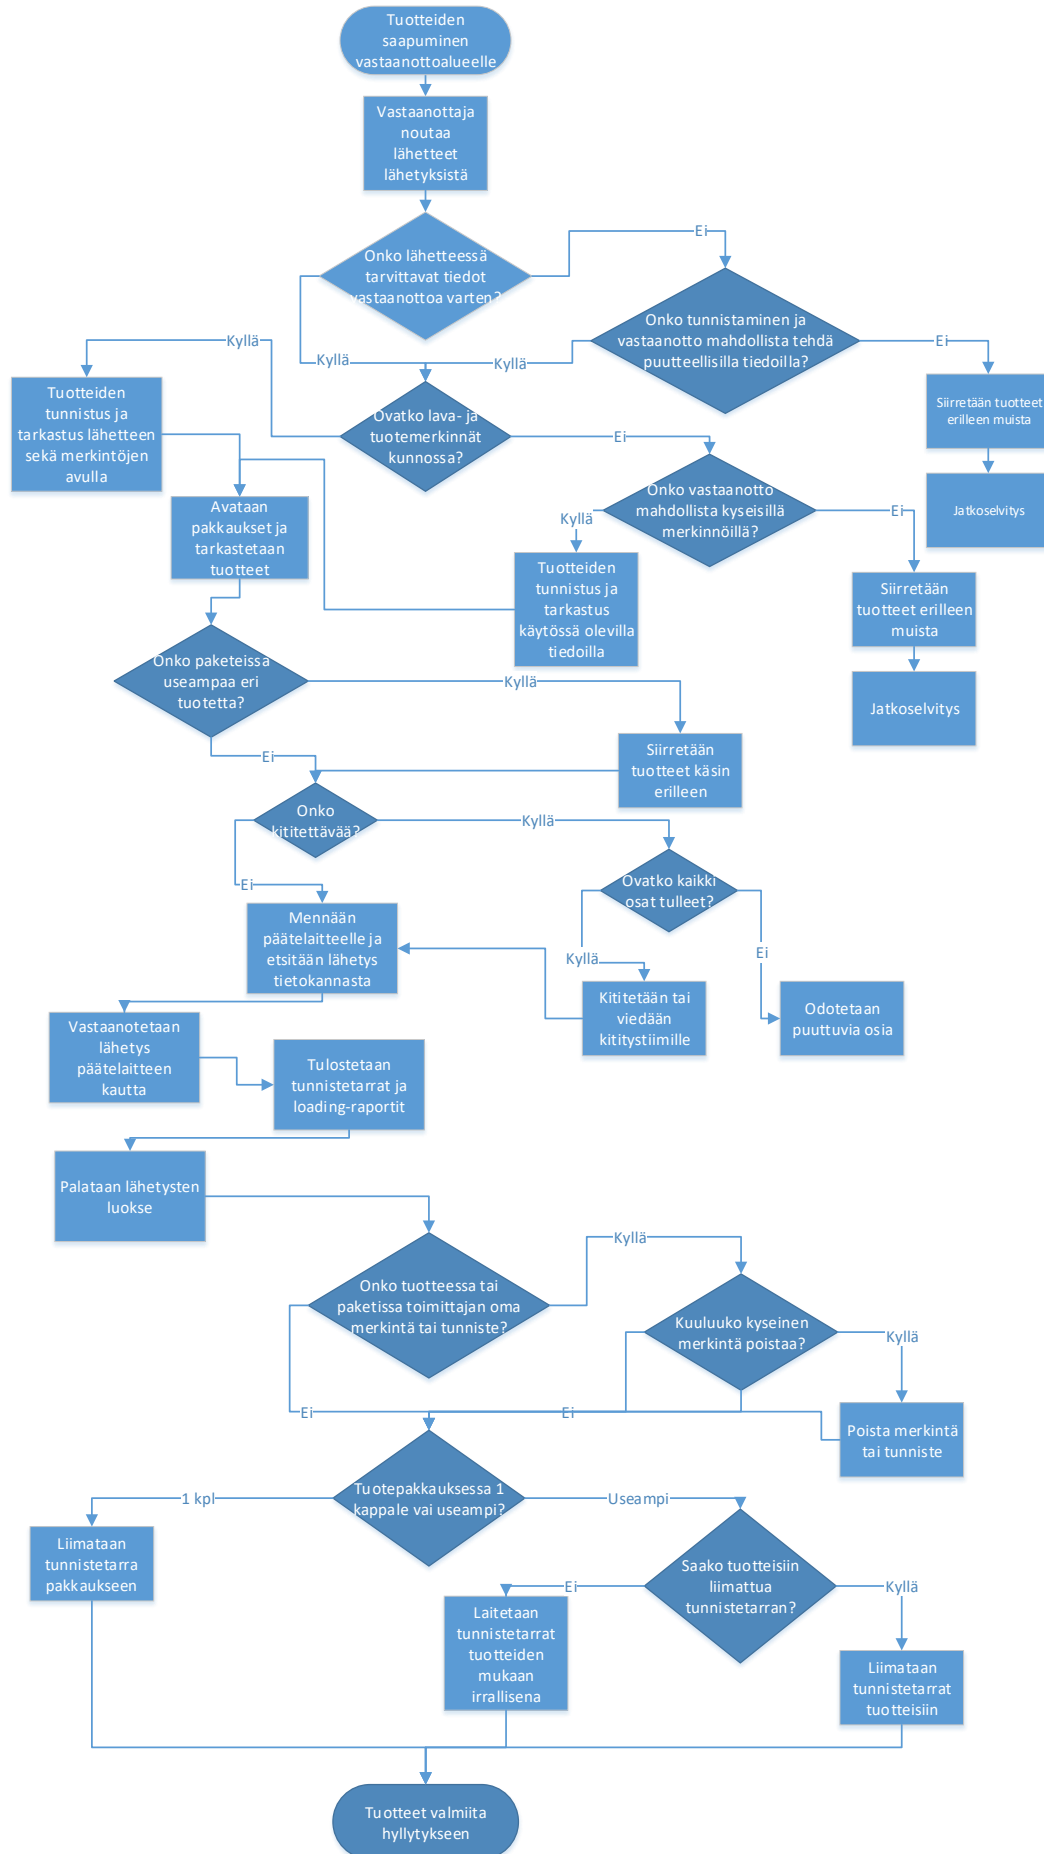 Tuotteiden
saapuminen
vastaanottoalueelle
Vastaanottaja
noutaa
lähetteet
lähetyksistä
Onko lähetteessä
tarvittavat tiedot
vastaanottoa varten?
Ei
Onko tunnistaminen ja
vastaanotto mahdollista tehdä
puutteellisilla tiedoilla?
Ei
Kyllä
Kyllä
Kyllä
Siirretään tuotteet
erilleen muista
Jatkoselvitys
Ovatko lava- ja
tuotemerkinnät
kunnossa?
Ei
Tuotteiden
tunnistus ja
tarkastus lähetteen
sekä merkintöjen
avulla
Onko vastaanotto
mahdollista kyseisillä
merkinnöillä?
Kyllä
Ei
Avataan
pakkaukset ja
tarkastetaan
tuotteet
Tuotteiden
tunnistus ja
tarkastus
käytössä olevilla
tiedoilla
Siirretään
tuotteet erilleen
muista
Jatkoselvitys
Onko paketeissa
useampaa eri
tuotetta?
Kyllä
Ei
Siirretään
tuotteet käsin
erilleen
Onko
kititettävää?
Kyllä
Ei
Ovatko kaikki
osat tulleet?
Kyllä
Ei
Mennään
päätelaitteelle ja
etsitään lähetys
tietokannasta
Kititetään tai
viedään
kititystiimille
Odotetaan
puuttuvia osia
Vastaanotetaan
lähetys
päätelaitteen
kautta
Tulostetaan
tunnistetarrat ja
loading-raportit
Palataan lähetysten
luokse
Onko tuotteessa tai
paketissa toimittajan oma
merkintä tai tunniste?
Kyllä
Kuuluuko kyseinen
merkintä poistaa?
Kyllä
Ei
Ei
Poista merkintä
tai tunniste
Tuotepakkauksessa 1
kappale vai useampi?
1 kpl
Useampi
Liimataan
tunnistetarra
pakkaukseen
Saako tuotteisiin
liimattua
tunnistetarran?
Ei
Kyllä
Laitetaan
tunnistetarrat
tuotteiden
mukaan
irrallisena
Liimataan
tunnistetarrat
tuotteisiin
Tuotteet valmiita
hyllytykseen